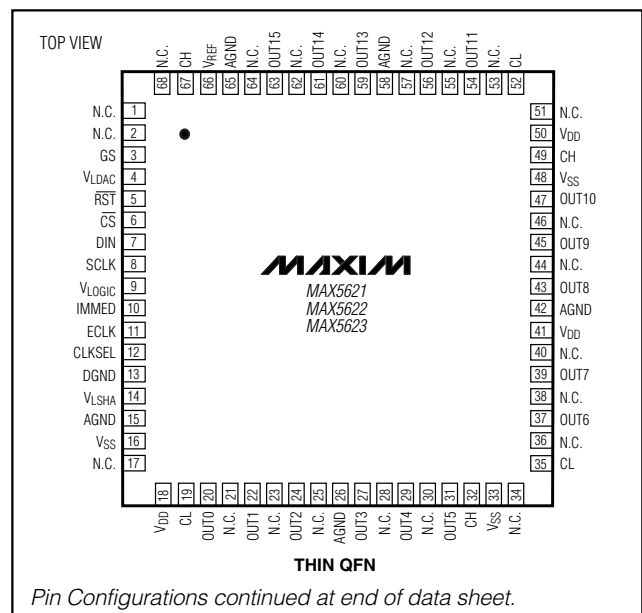 TOP VIEW
N.C.
CH
VREF
AGND
N.C.
OUT15
N.C.
OUT14
N.C.
OUT13
AGND
N.C.
OUT12
N.C.
OUT11
N.C.
CL
68 67 66 65 64 63 62 61 60 59 58 57 56 55 54 53 52
N.C. 1
N.C. 2
GS 3
VLDAC 4
RST 5
CS 6
DIN 7
SCLK 8
VLOGIC 9
IMMED 10
ECLK 11
CLKSEL 12
DGND 13
VLSHA 14
AGND 15
VSS 16
N.C. 17
MAXIM
MAX5621
MAX5622
MAX5623
51 N.C.
50 VDD
49 CH
48 VSS
47 OUT10
46 N.C.
45 OUT9
44 N.C.
43 OUT8
42 AGND
41 VDD
40 N.C.
39 OUT7
38 N.C.
37 OUT6
36 N.C.
35 CL
18 19 20 21 22 23 24 25 26 27 28 29 30 31 32 33 34
VDD
CL
OUT0
N.C.
OUT1
N.C.
OUT2
N.C.
AGND
OUT3
N.C.
OUT4
N.C.
OUT5
CH
VSS
N.C.
THIN QFN
Pin Configurations continued at end of data sheet.